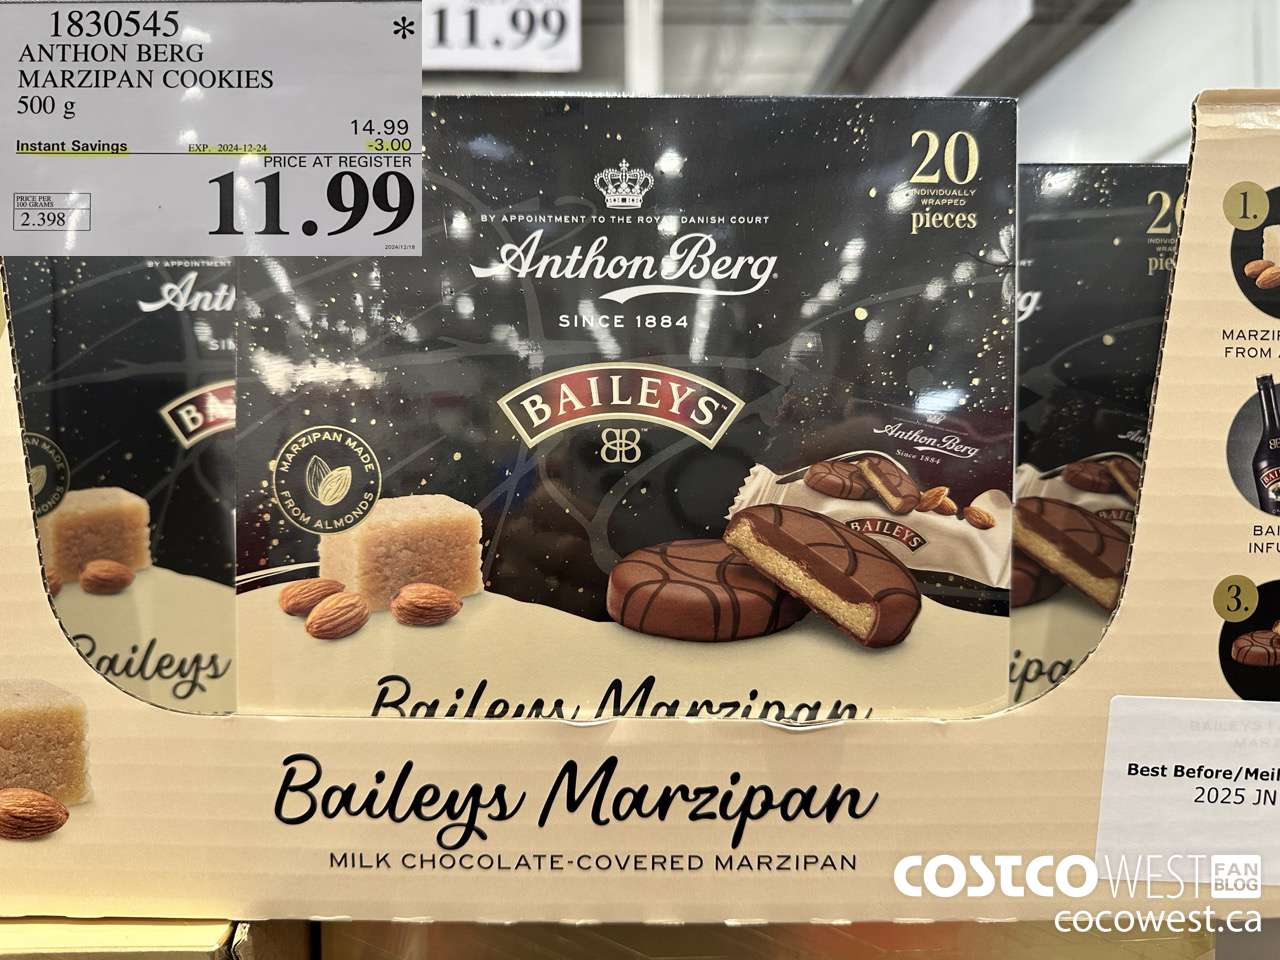 1830545 *
ANTHON BERG
MARZIPAN COOKIES
500 g
14.99
Instant Savings EXP. 2024-12-24 -3.00
PRICE AT REGISTER
11.99
PRICE PER
100 GRAMS
2.398
2024/12/18
11.99
20
INDIVIDUALLY
WRAPPED
pieces
BY APPOINTMENT TO THE ROYAL DANISH COURT
Anthon Berg®
SINCE 1884
BAILEYS™
MARZIPAN MADE
FROM ALMONDS
Anthon Berg
Since 1884
BAILEYS
Baileys Marzipan
BY APPOINTMENT
Baileys
Baileys Marzipan
MILK CHOCOLATE-COVERED MARZIPAN
1.
FROM
3.
Best Before/Meil
2025 JN
COSTCO WEST FAN
BLOG
cocowest.ca